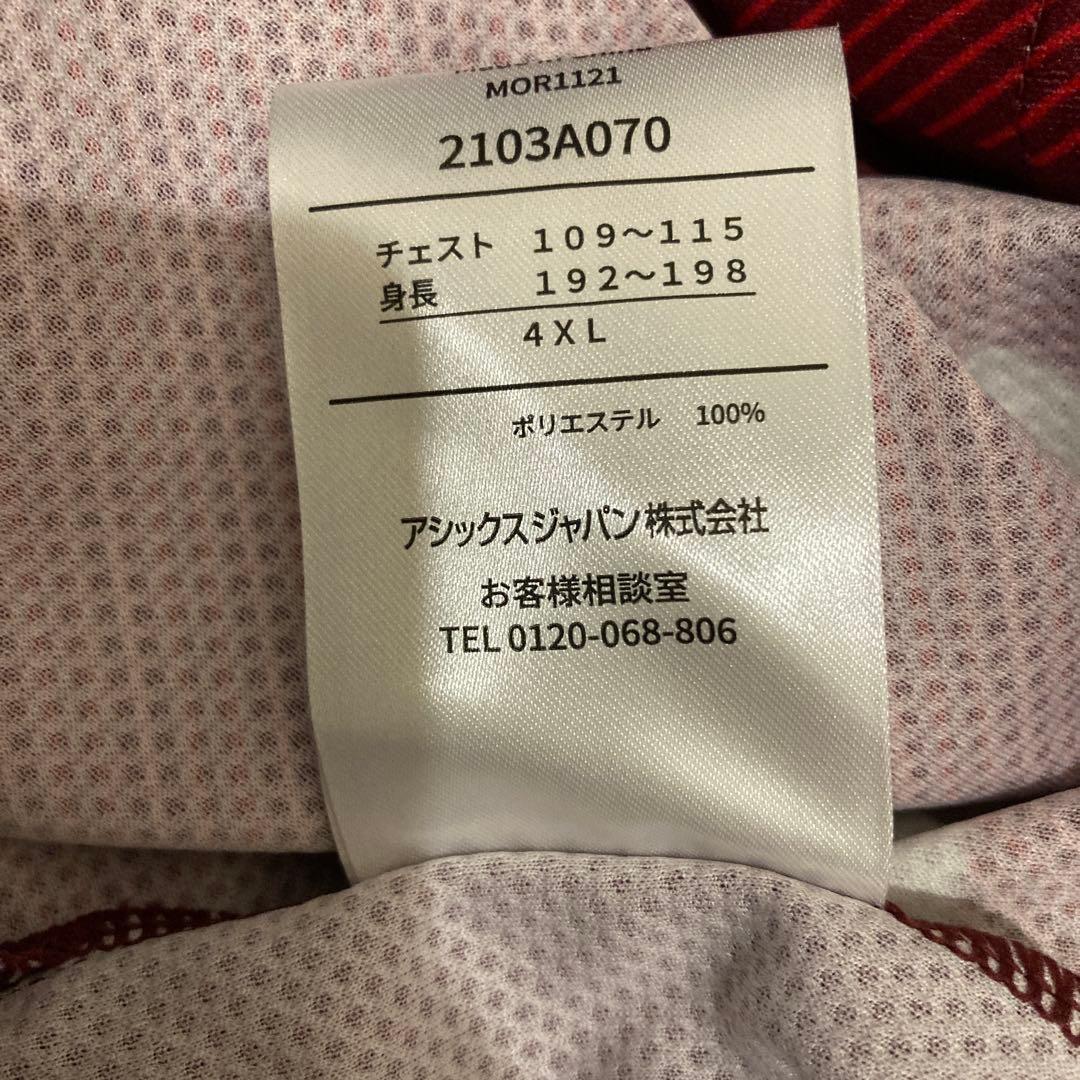 MOR1121
2103A070
チェスト 109〜115
身長 192〜198
4XL
ポリエステル 100%
アシックスジャパン株式会社
お客様相談室
TEL 0120-068-806